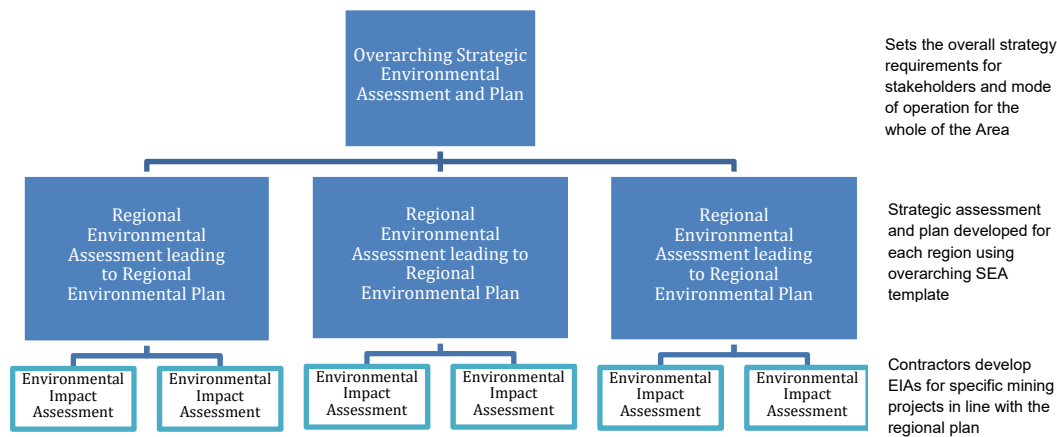 Overarching Strategic
Environmental
Assessment and Plan
Sets the overall strategy
requirements for
stakeholders and mode
of operation for the
whole of the Area
Regional
Environmental
Assessment leading
to Regional
Environmental Plan
Regional
Environmental
Assessment leading to
Regional
Environmental Plan
Regional
Environmental
Assessment leading
to Regional
Environmental Plan
Strategic assessment
and plan developed for
each region using
overarching SEA
template
Environmental
Impact
Assessment
Environmental
Impact
Assessment
Environmental
Impact
Assessment
Environmental
Impact
Assessment
Environmental
Impact
Assessment
Environmental
Impact
Assessment
Contractors develop
EIAs for specific mining
projects in line with the
regional plan